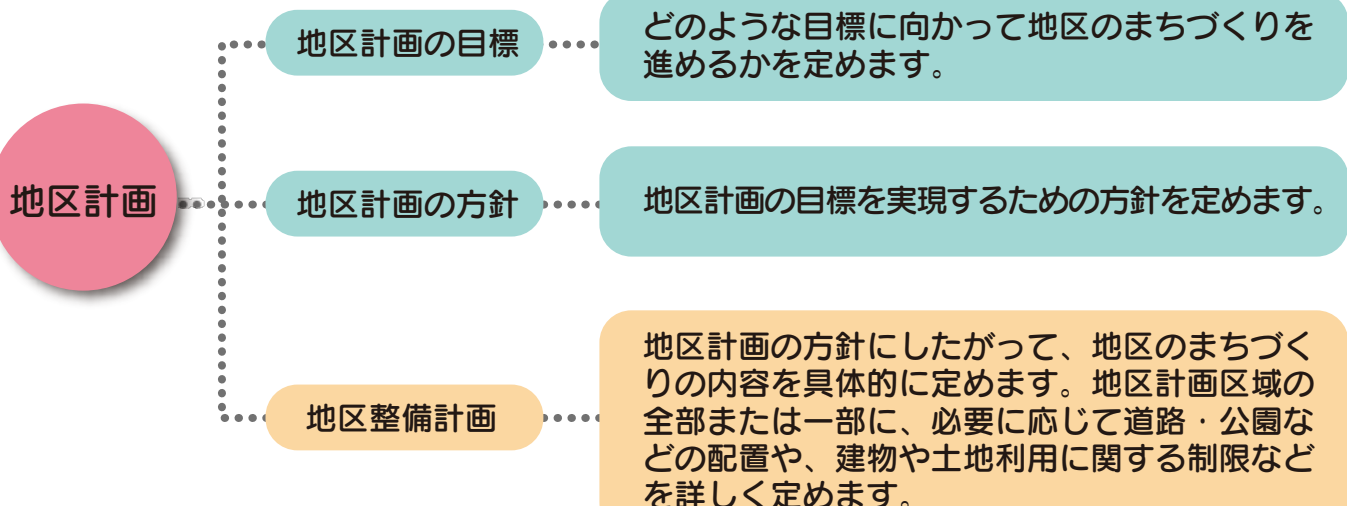 地区計画
地区計画の目標
どのような目標に向かって地区のまちづくりを
進めるかを定めます。
地区計画の方針
地区計画の目標を実現するための方針を定めます。
地区整備計画
地区計画の方針にしたがって、地区のまちづく
りの内容を具体的に定めます。地区計画区域の
全部または一部に、必要に応じて道路・公園な
どの配置や、建物や土地利用に関する制限など
を詳しく定めます。